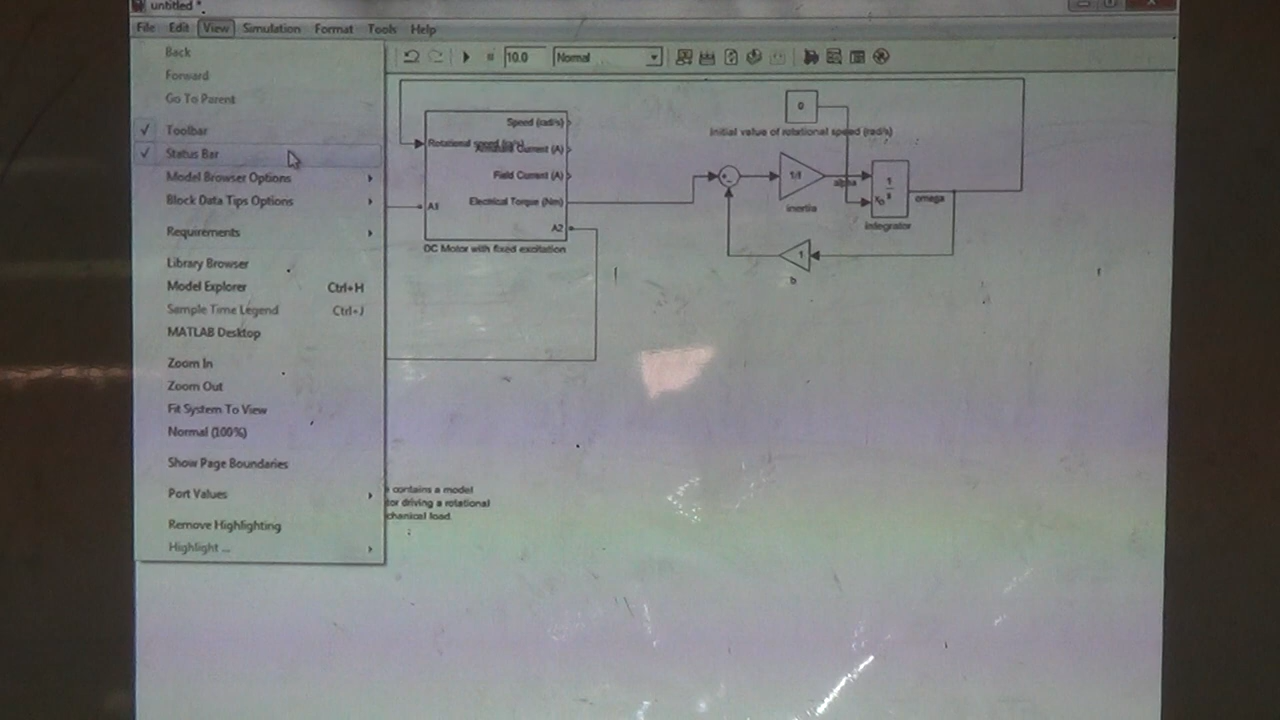 untitled *
File Edit View Simulation Format Tools Help
10.0 Normal
Back
Forward
Go To Parent
Toolbar
Status Bar
Model Browser Options
Block Data Tips Options
Requirements
Library Browser
Model Explorer Ctrl+H
Sample Time Legend Ctrl+J
MATLAB Desktop
Zoom In
Zoom Out
Fit System To View
Normal (100%)
Show Page Boundaries
Port Values
Remove Highlighting
Highlight ...
Speed (rad/s)
Rotational speed (rad/s)
Armature Current (A)
Field Current (A)
Electrical Torque (Nm)
A1
A2
DC Motor with fixed excitation
0
Initial value of rotational speed (rad/s)
1/I
inertia
alpha
1
s
xo
integrator
omega
1
b
contains a model
tor driving a rotational
chanical load.